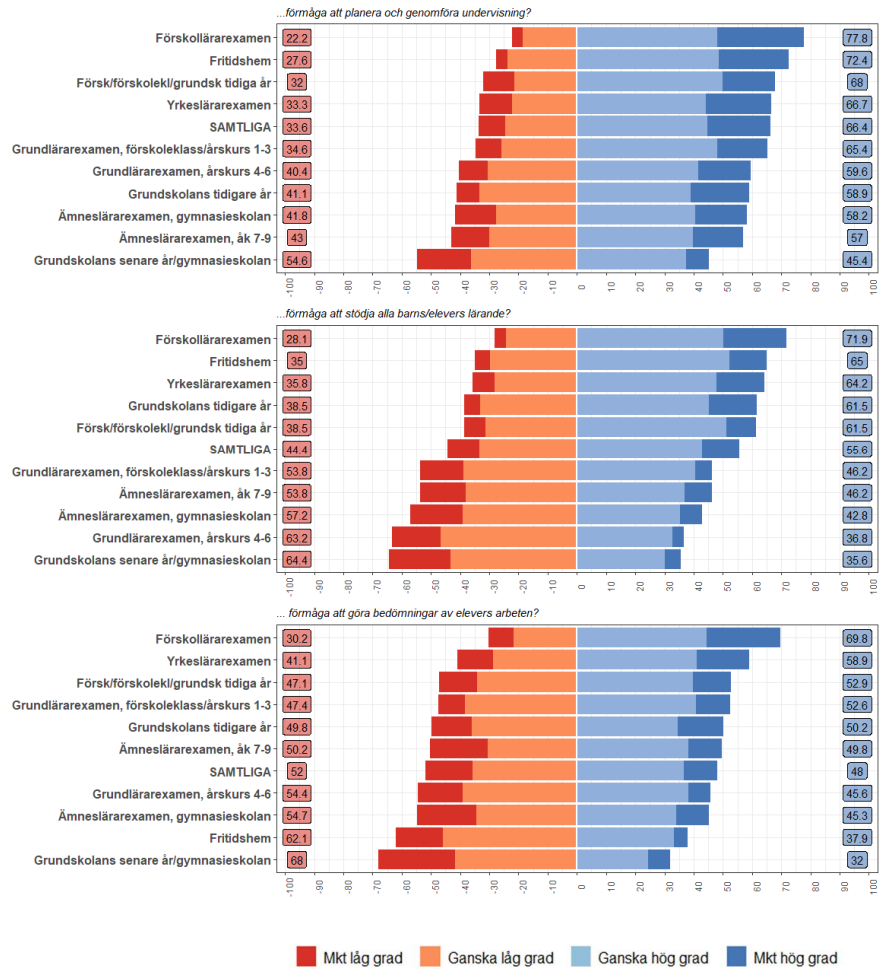 ...förmåga att planera och genomföra undervisning?
Förskollärarexamen 22.2 77.8
Fritidshem 27.6 72.4
Försk/förskolekl/grundsk tidiga år 32 68
Yrkeslärarexamen 33.3 66.7
SAMTLIGA 33.6 66.4
Grundlärarexamen, förskoleklass/årskurs 1-3 34.6 65.4
Grundlärarexamen, årskurs 4-6 40.4 59.6
Grundskolans tidigare år 41.1 58.9
Ämneslärarexamen, gymnasieskolan 41.8 58.2
Ämneslärarexamen, åk 7-9 43 57
Grundskolans senare år/gymnasieskolan 54.6 45.4
-100 -90 -80 -70 -60 -50 -40 -30 -20 -10 0 10 20 30 40 50 60 70 80 90 100
...förmåga att stödja alla barns/elevers lärande?
Förskollärarexamen 28.1 71.9
Fritidshem 35 65
Yrkeslärarexamen 35.8 64.2
Grundskolans tidigare år 38.5 61.5
Försk/förskolekl/grundsk tidiga år 38.5 61.5
SAMTLIGA 44.4 55.6
Grundlärarexamen, förskoleklass/årskurs 1-3 53.8 46.2
Ämneslärarexamen, åk 7-9 53.8 46.2
Ämneslärarexamen, gymnasieskolan 57.2 42.8
Grundlärarexamen, årskurs 4-6 63.2 36.8
Grundskolans senare år/gymnasieskolan 64.4 35.6
-100 -90 -80 -70 -60 -50 -40 -30 -20 -10 0 10 20 30 40 50 60 70 80 90 100
... förmåga att göra bedömningar av elevers arbeten?
Förskollärarexamen 30.2 69.8
Yrkeslärarexamen 41.1 58.9
Försk/förskolekl/grundsk tidiga år 47.1 52.9
Grundlärarexamen, förskoleklass/årskurs 1-3 47.4 52.6
Grundskolans tidigare år 49.8 50.2
Ämneslärarexamen, åk 7-9 50.2 49.8
SAMTLIGA 52 48
Grundlärarexamen, årskurs 4-6 54.4 45.6
Ämneslärarexamen, gymnasieskolan 54.7 45.3
Fritidshem 62.1 37.9
Grundskolans senare år/gymnasieskolan 68 32
-100 -90 -80 -70 -60 -50 -40 -30 -20 -10 0 10 20 30 40 50 60 70 80 90 100
Mkt låg grad Ganska låg grad Ganska hög grad Mkt hög grad